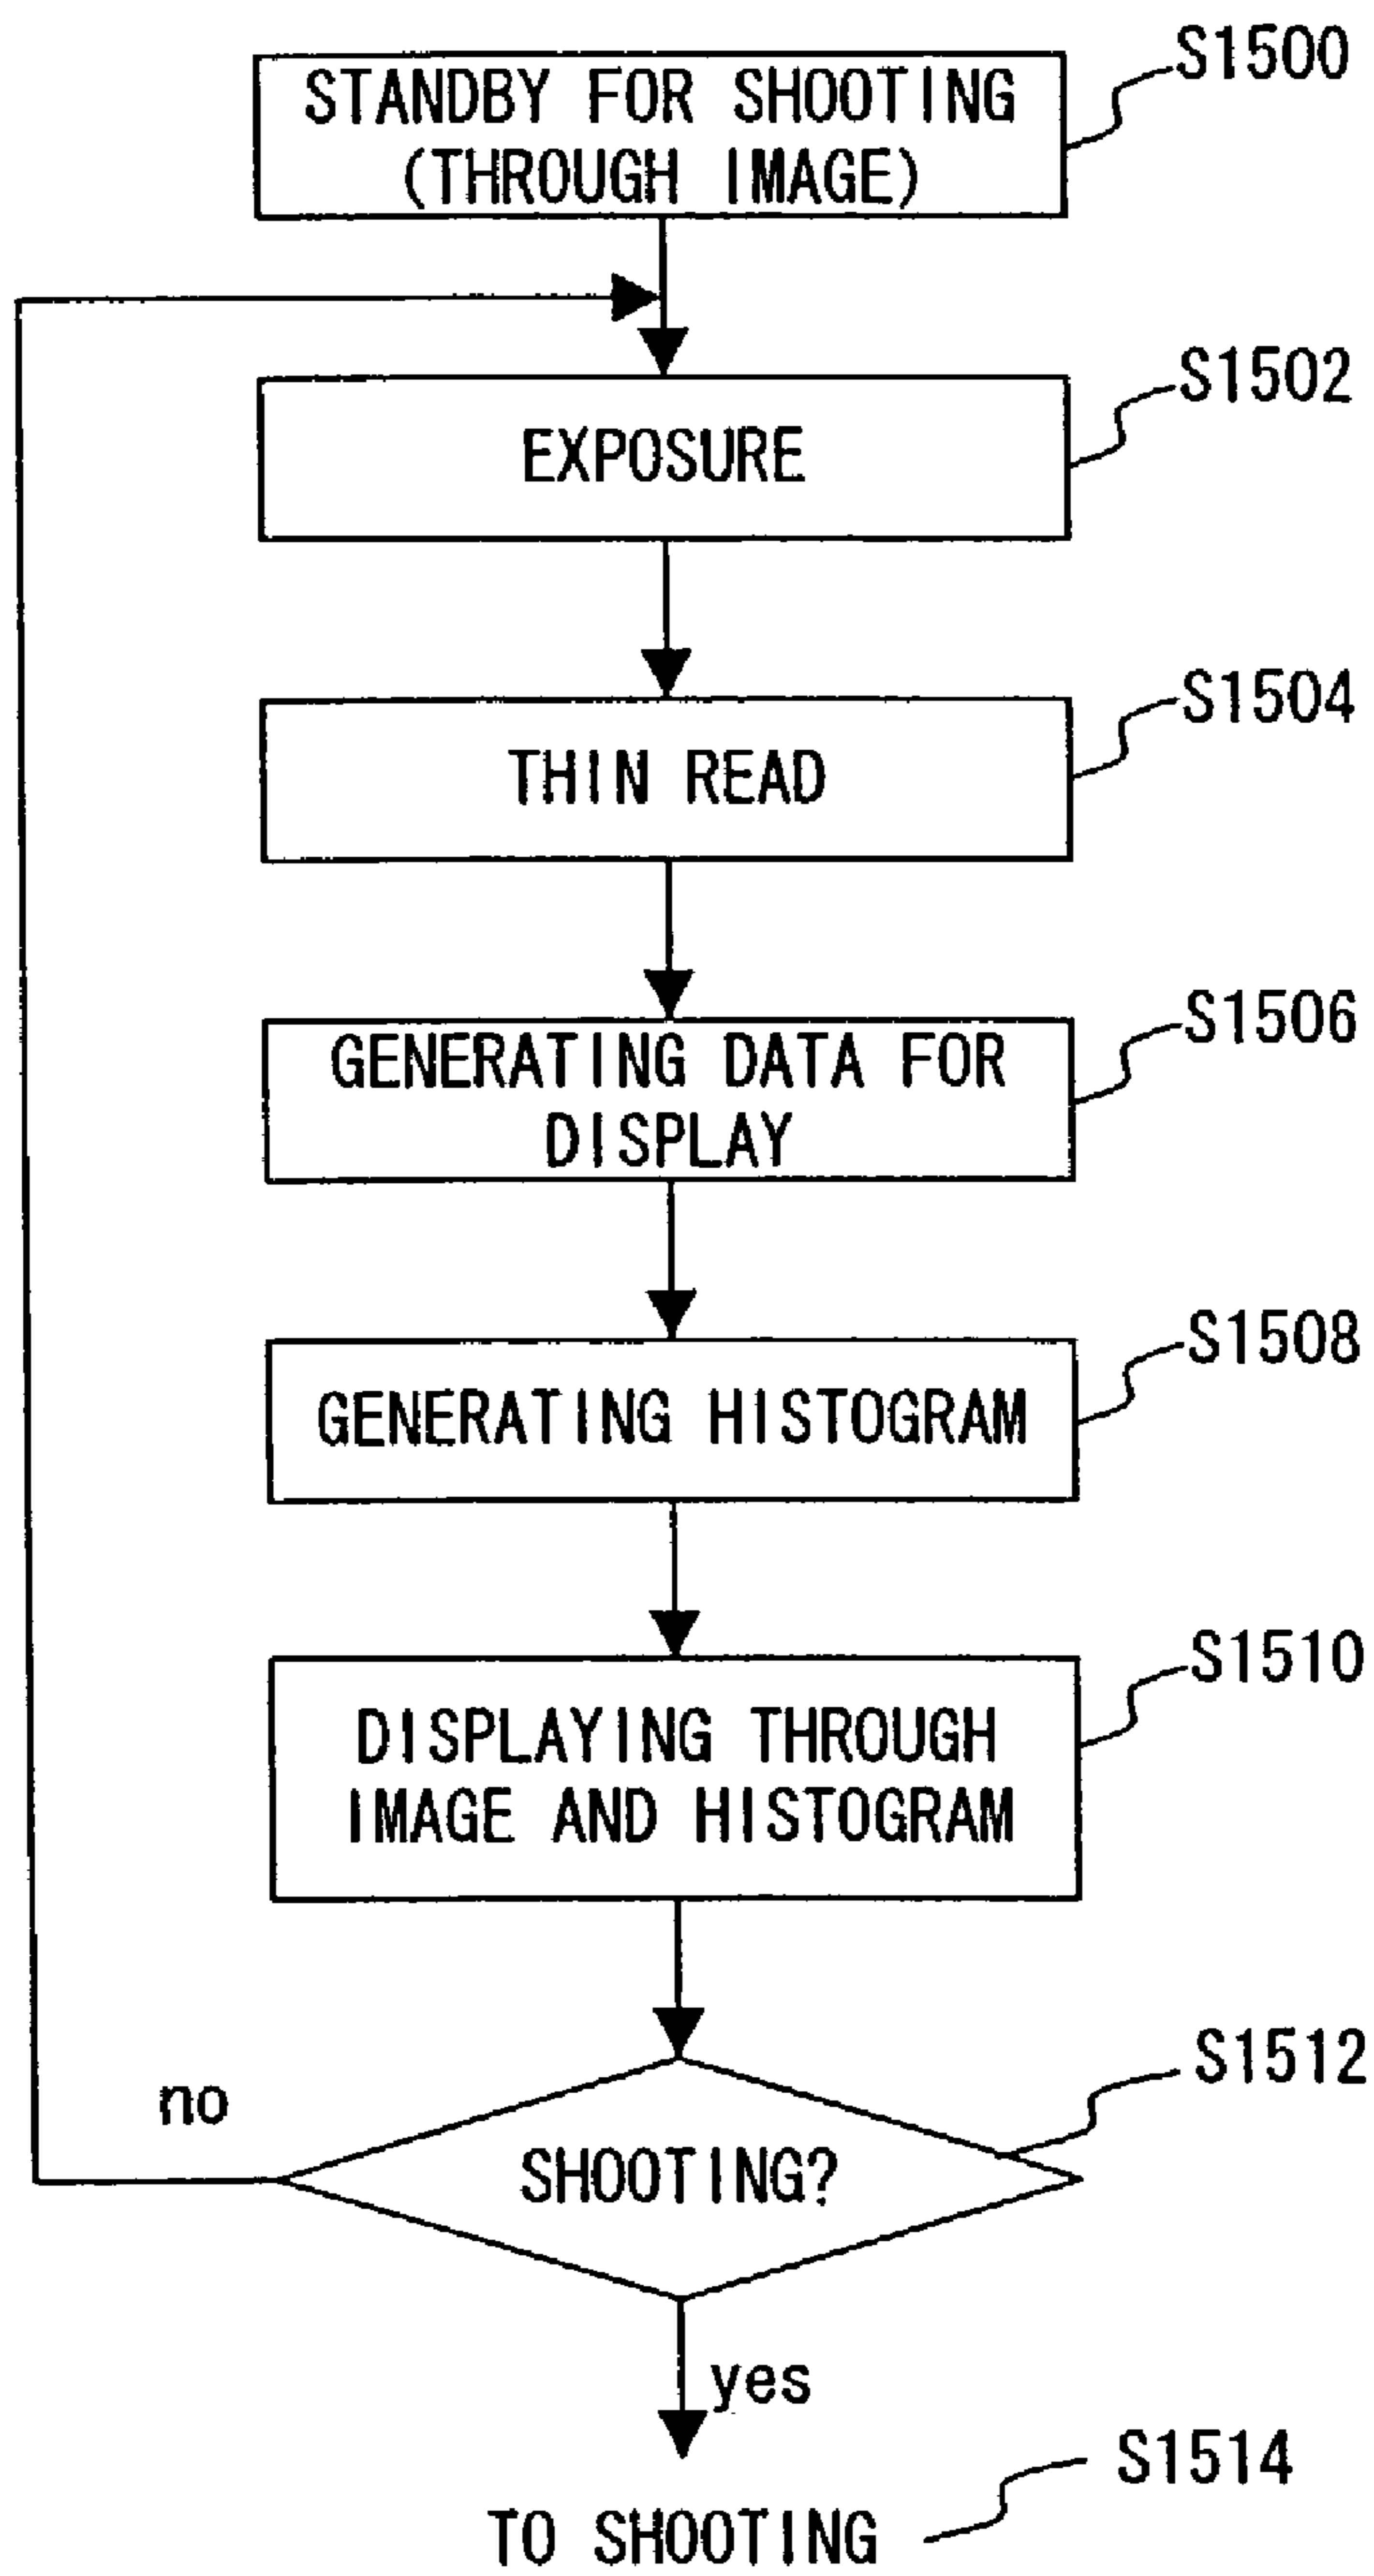 S1500
STANDBY FOR SHOOTING
(THROUGH IMAGE)
S1502
EXPOSURE
S1504
THIN READ
S1506
GENERATING DATA FOR
DISPLAY
S1508
GENERATING HISTOGRAM
S1510
DISPLAYING THROUGH
IMAGE AND HISTOGRAM
S1512
no
SHOOTING?
yes
S1514
TO SHOOTING